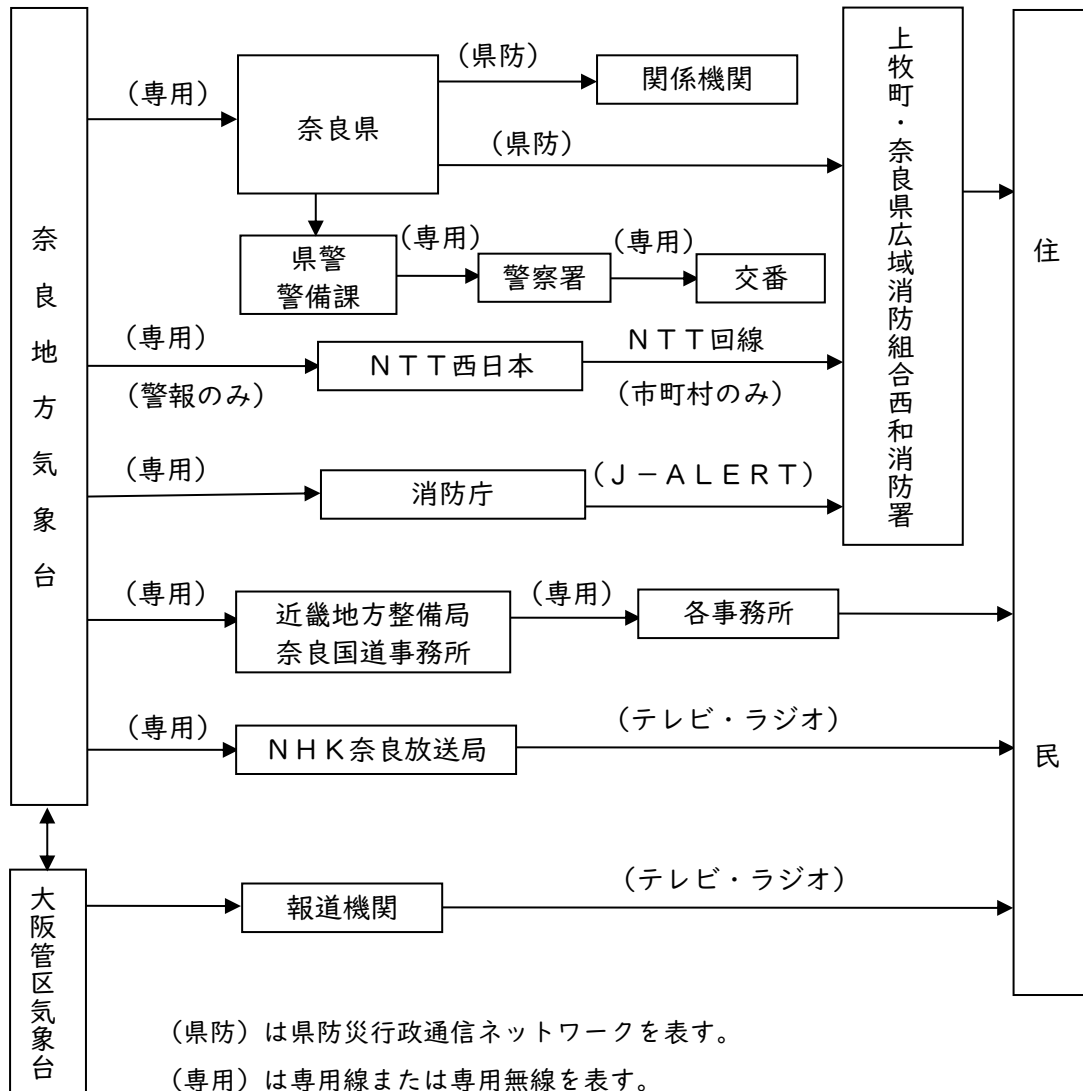 奈良地方気象台
（専用）
奈良県
（県防）
関係機関
（県防）
上牧町・奈良県広域消防組合西和消防署
住民
県警
警備課
（専用）
警察署
（専用）
交番
（専用）
（警報のみ）
ＮＴＴ西日本
ＮＴＴ回線
（市町村のみ）
（専用）
消防庁
（Ｊ－ＡＬＥＲＴ）
（専用）
近畿地方整備局
奈良国道事務所
（専用）
各事務所
（専用）
ＮＨＫ奈良放送局
（テレビ・ラジオ）
大阪管区気象台
報道機関
（テレビ・ラジオ）
（県防）は県防災行政通信ネットワークを表す。
（専用）は専用線または専用無線を表す。